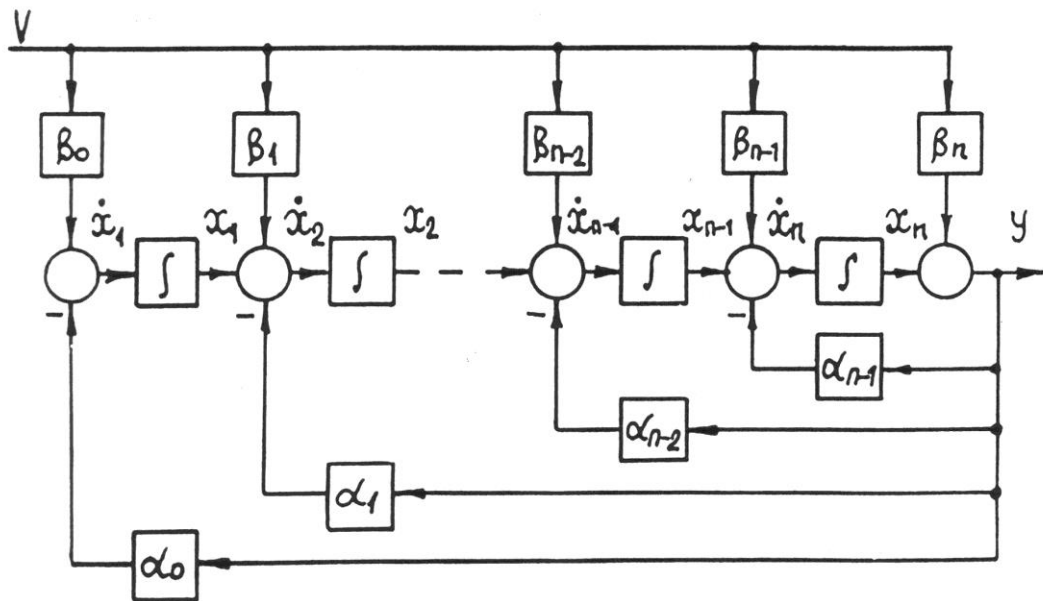 V
β₀ β₁ βₙ₋₂ βₙ₋₁ βₙ
ẋ₁ x₁ ẋ₂ x₂ ẋₙ₋₁ xₙ₋₁ ẋₙ xₙ y
∫ ∫ ∫ ∫
− − − −
αₙ₋₁
αₙ₋₂
α₁
α₀